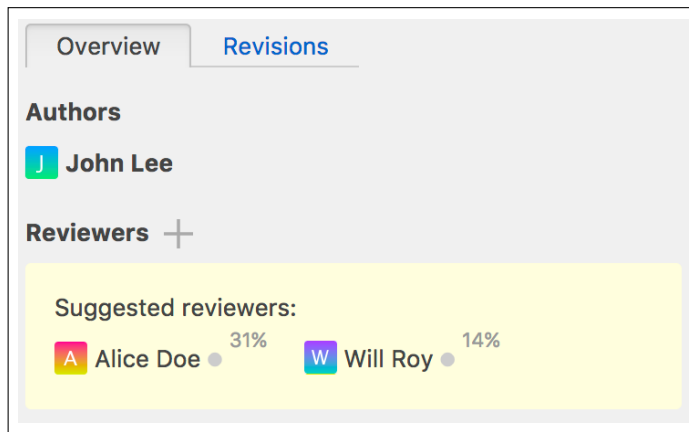 Overview Revisions
Authors
J John Lee
Reviewers +
Suggested reviewers:
A Alice Doe 31% W Will Roy 14%